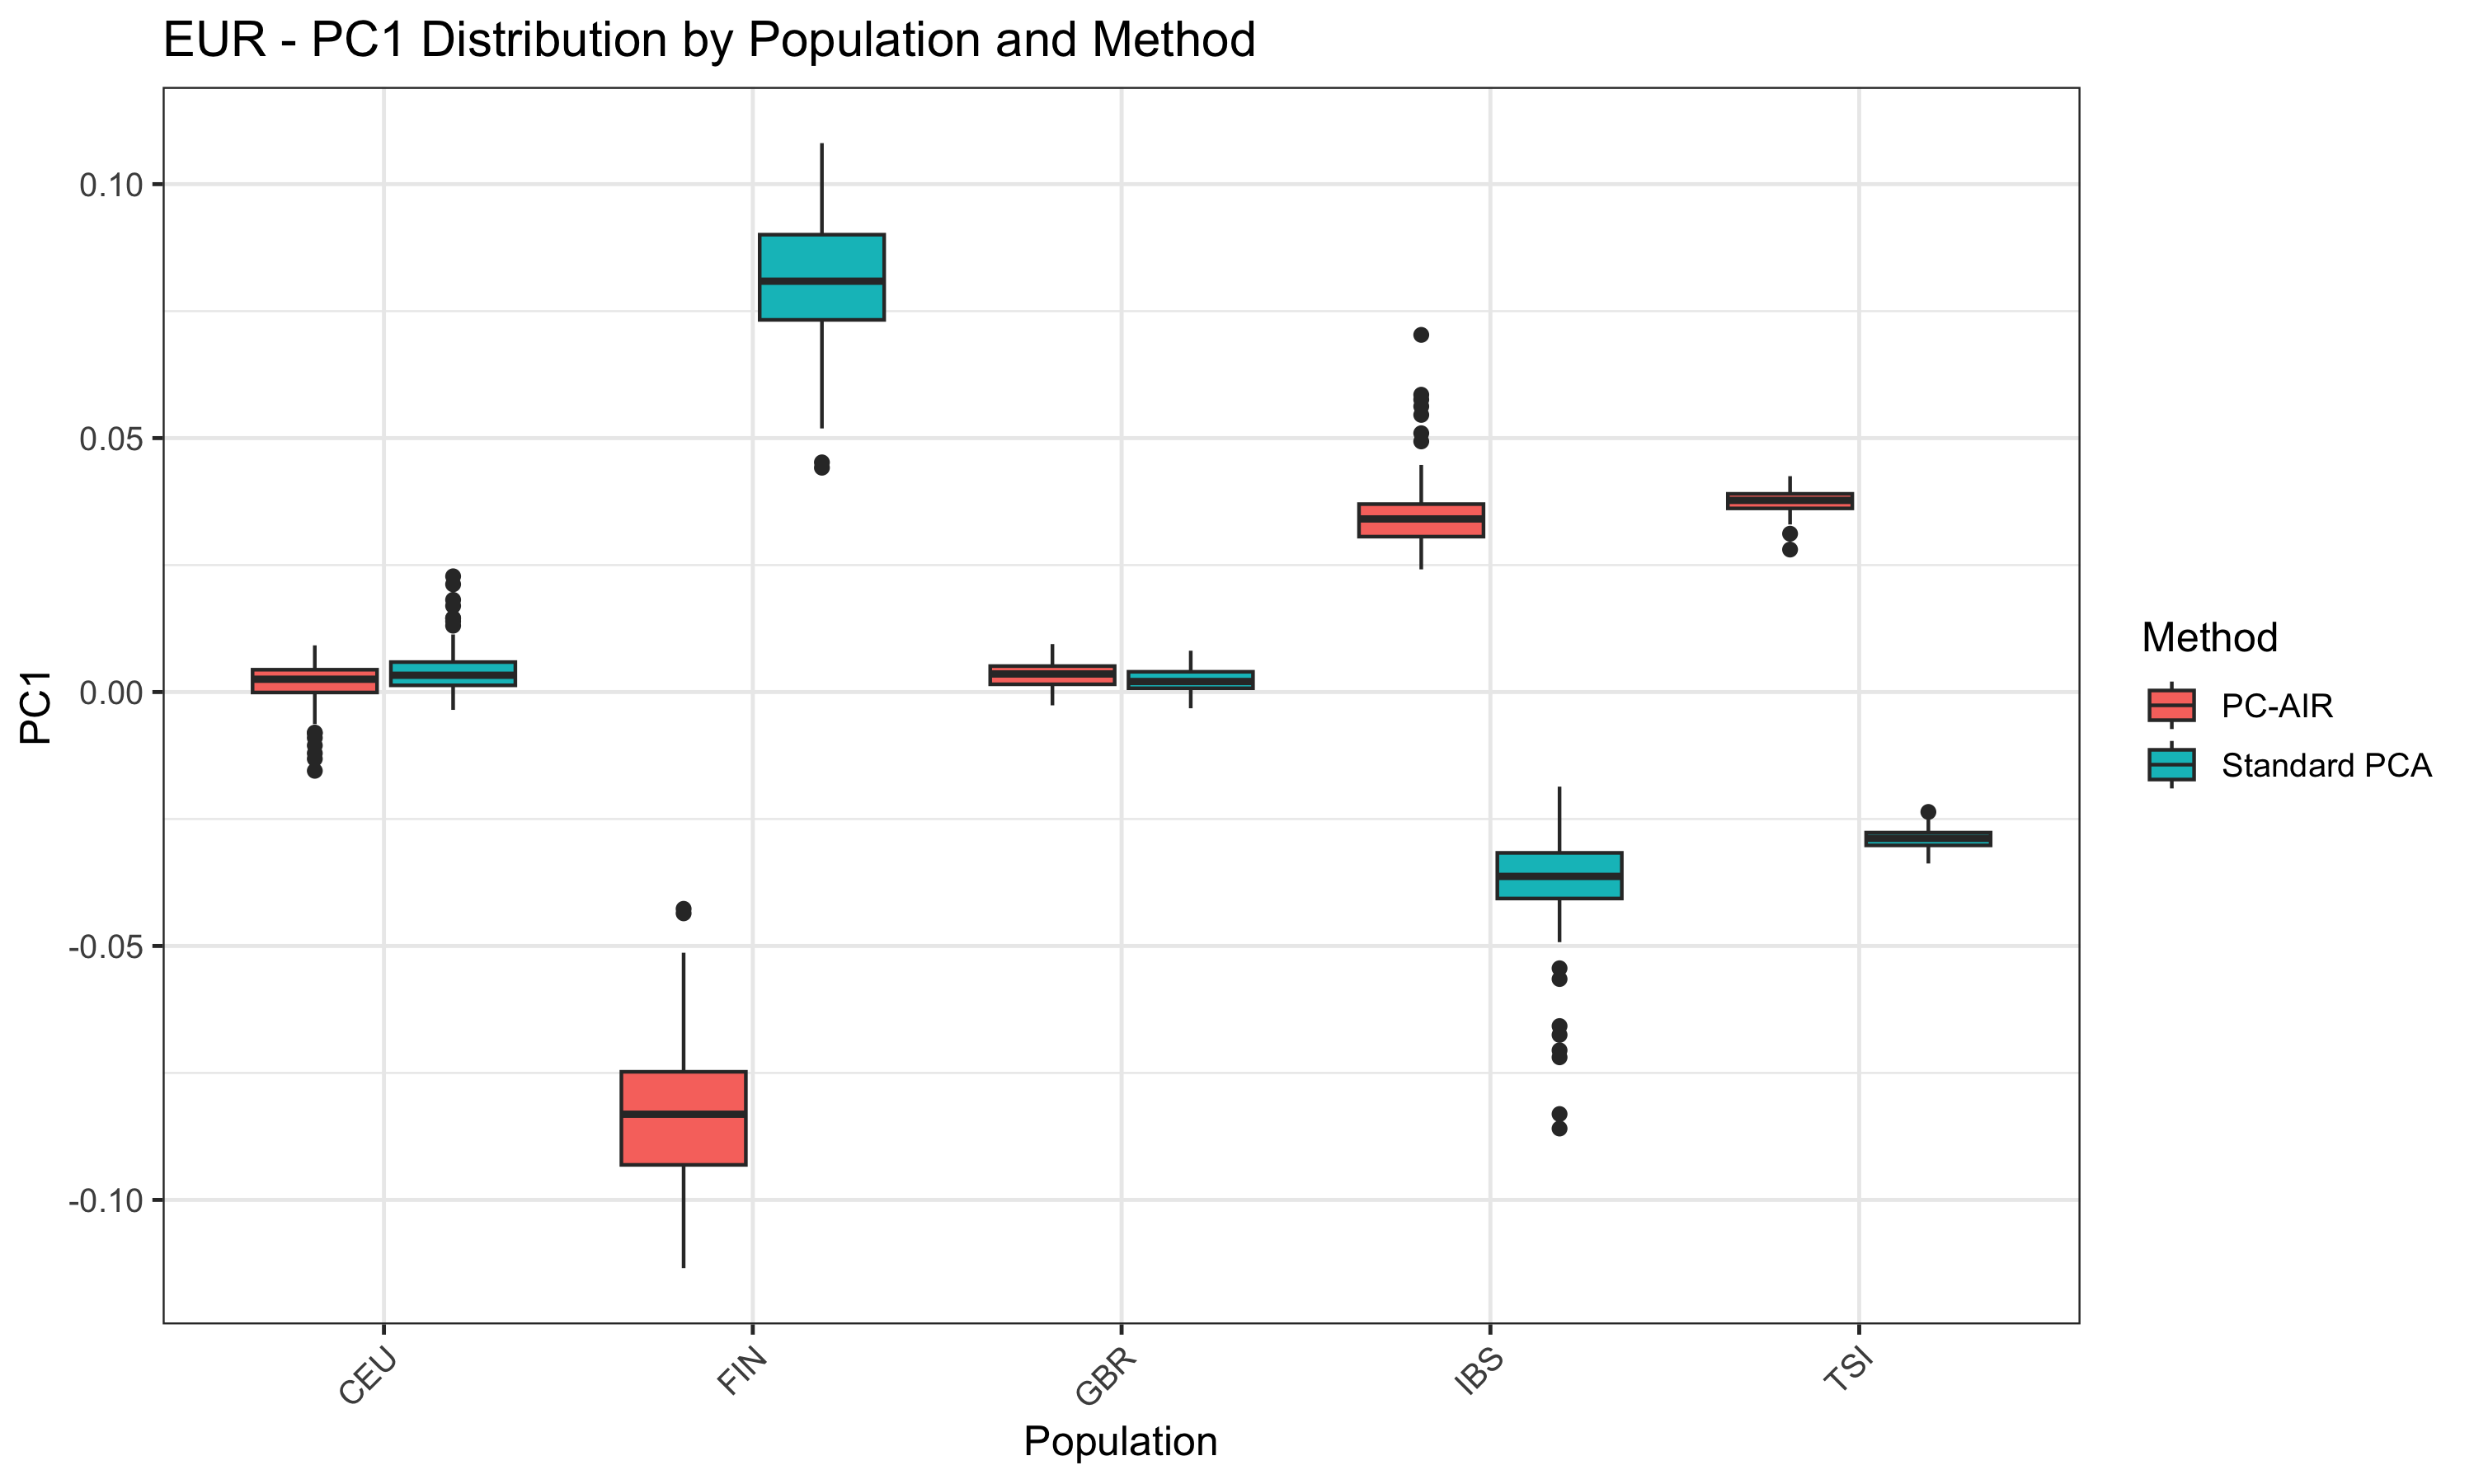 EUR - PC1 Distribution by Population and Method
PC1
0.10
0.05
0.00
-0.05
-0.10
CEU
FIN
GBR
IBS
TSI
Population
Method
PC-AIR
Standard PCA